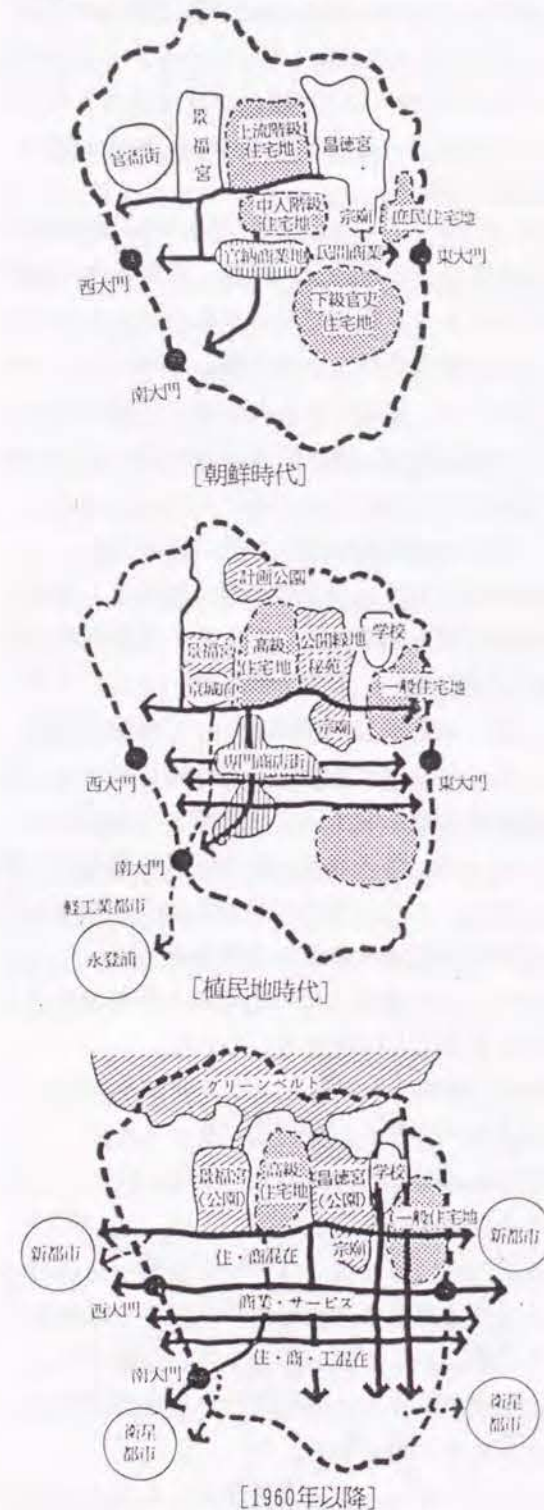 官衙街
景
福
宮
上流階級
住宅地
昌徳宮
中人階級
住宅地
宗廟
庶民住宅地
官納商業地
民間商業
西大門
東大門
下級官吏
住宅地
南大門
[朝鮮時代]
計画公園
景福宮
高級
住宅地
公開緑地
秘苑
学校
一般住宅地
宗廟
専門商店街
西大門
東大門
南大門
軽工業都市
永登浦
[植民地時代]
グリーンベルト
景福宮
(公園)
高級
住宅地
昌徳宮
(公園)
学校
一般住宅地
宗廟
新都市
新都市
住・商混在
西大門
商業・サービス
住・商・工混在
南大門
衛星
都市
衛星
都市
[1960年以降]